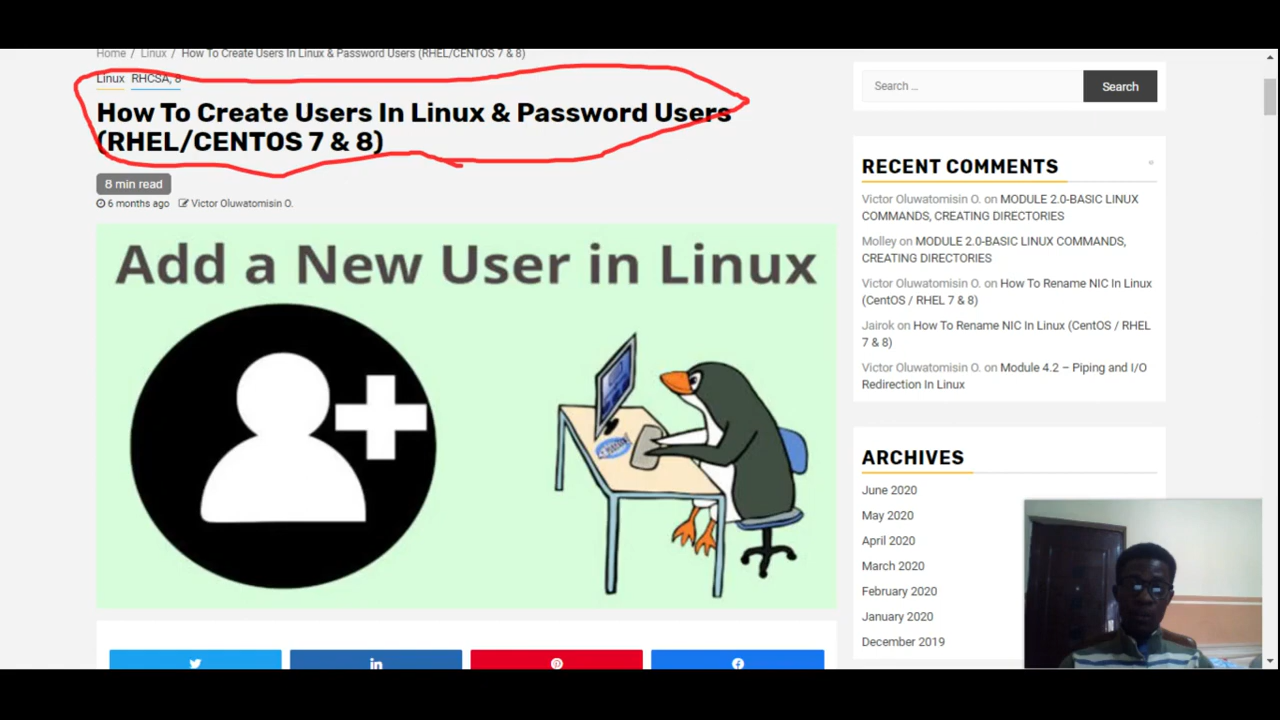 Home / Linux / How To Create Users In Linux & Password Users (RHEL/CENTOS 7 & 8)
Linux RHCSA, 8
How To Create Users In Linux & Password Users
(RHEL/CENTOS 7 & 8)
8 min read
6 months ago Victor Oluwatomisin O.
Add a New User in Linux
Search ...
Search
RECENT COMMENTS
Victor Oluwatomisin O. on MODULE 2.0-BASIC LINUX
COMMANDS, CREATING DIRECTORIES
Molley on MODULE 2.0-BASIC LINUX COMMANDS,
CREATING DIRECTORIES
Victor Oluwatomisin O. on How To Rename NIC In Linux
(CentOS / RHEL 7 & 8)
Jairok on How To Rename NIC In Linux (CentOS / RHEL
7 & 8)
Victor Oluwatomisin O. on Module 4.2 – Piping and I/O
Redirection In Linux
ARCHIVES
June 2020
May 2020
April 2020
March 2020
February 2020
January 2020
December 2019